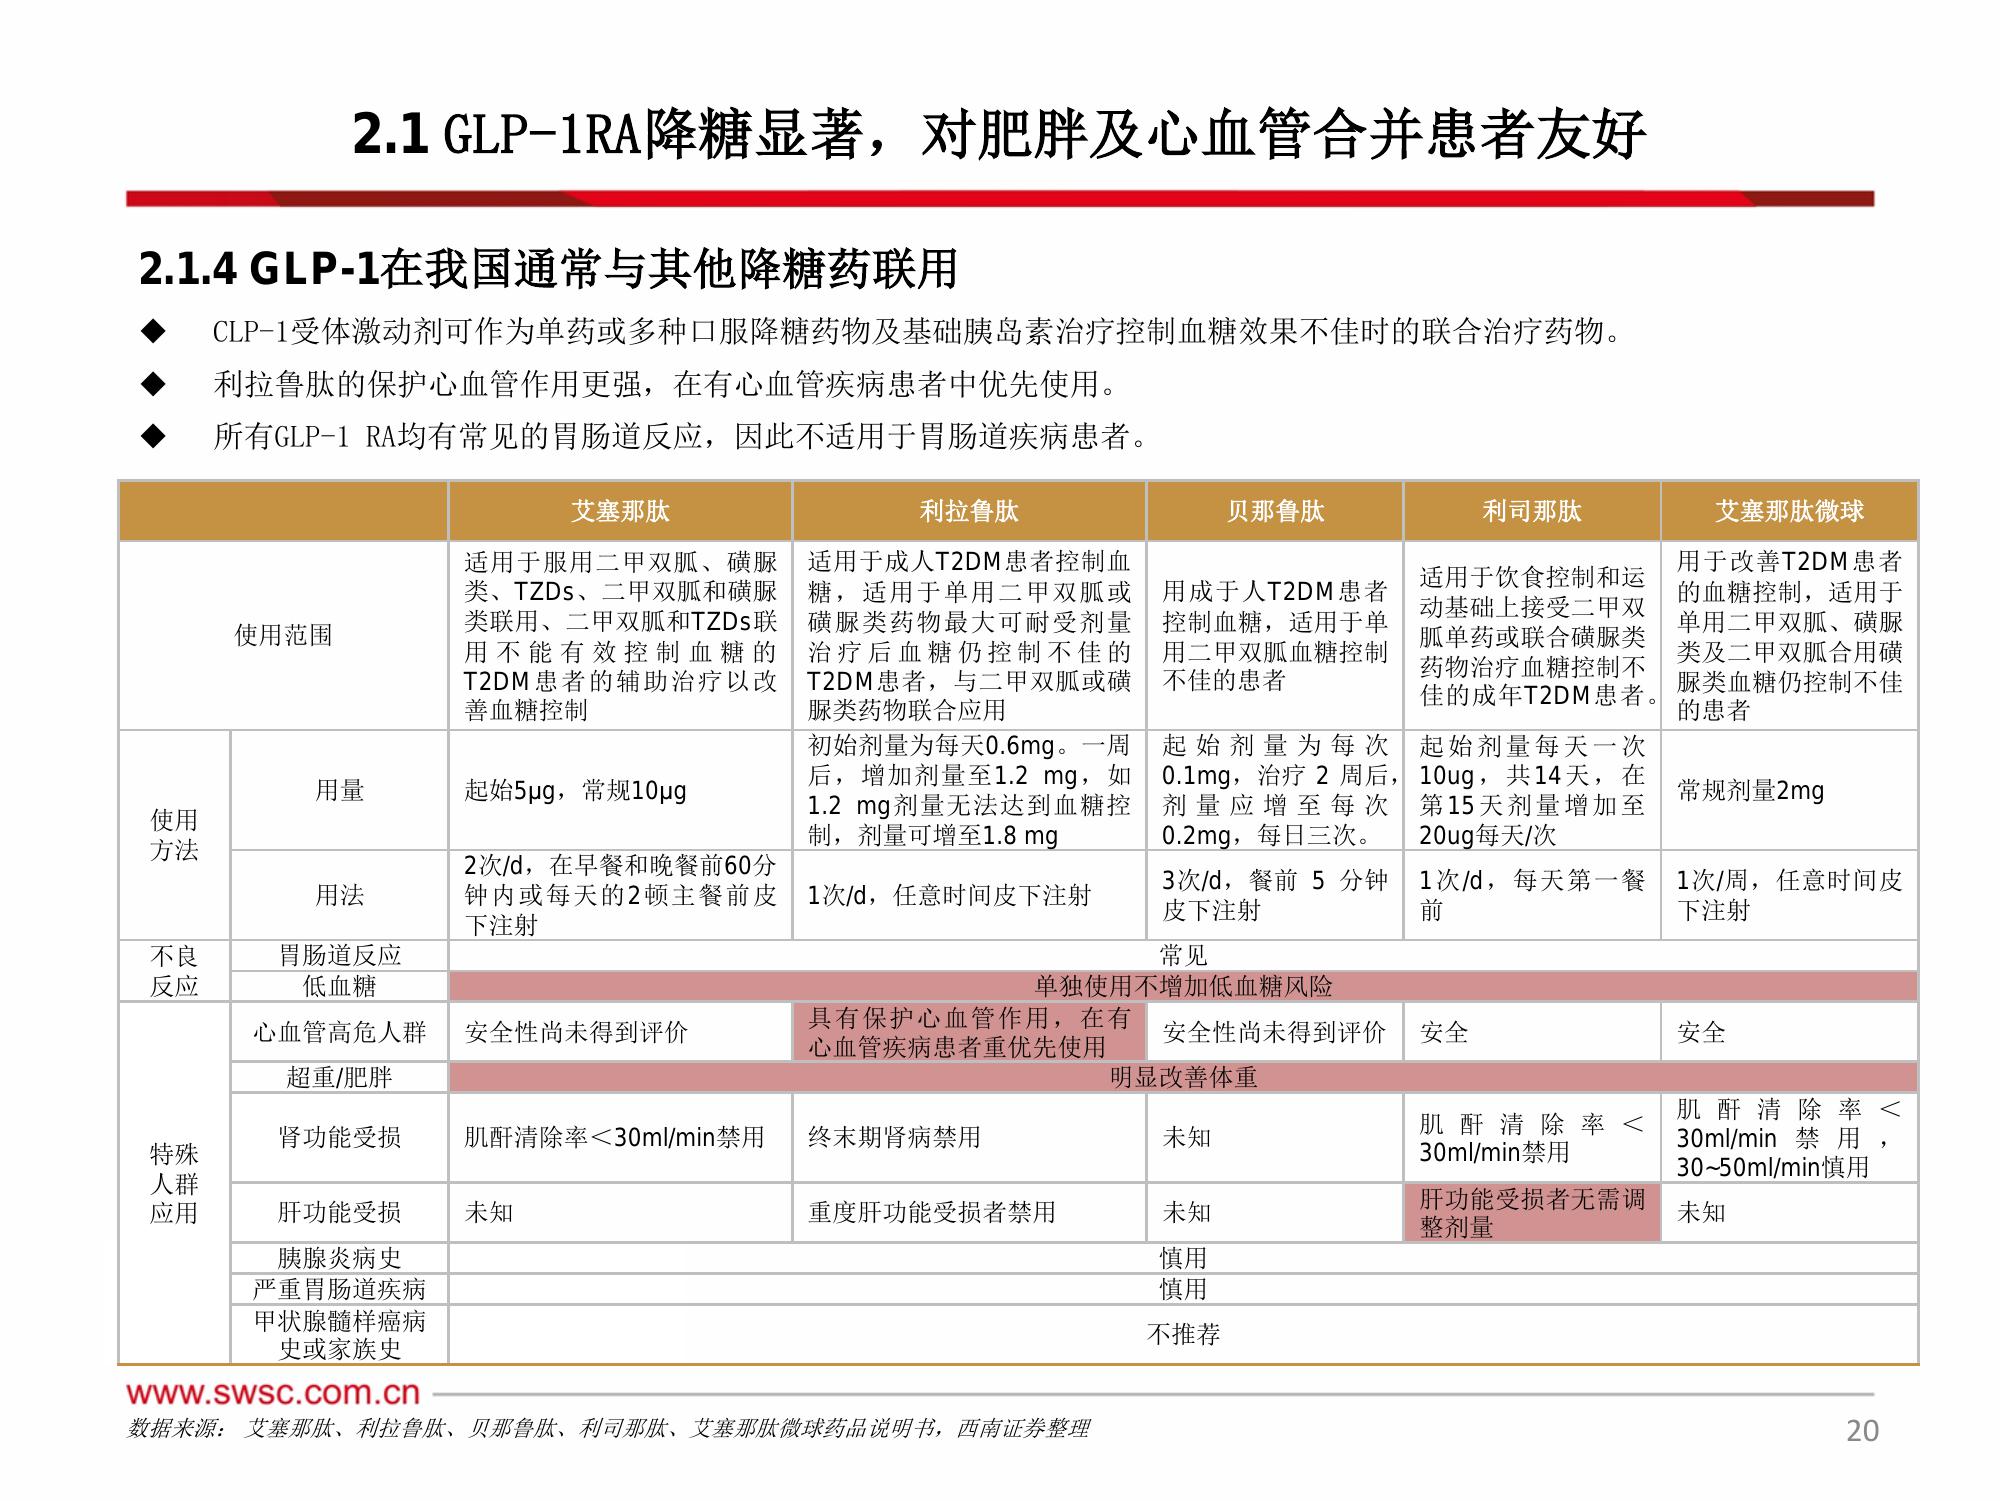 2.1 GLP-1RA降糖显著，对肥胖及心血管合并患者友好
2.1.4 GLP-1在我国通常与其他降糖药联用
◆ CLP-1受体激动剂可作为单药或多种口服降糖药物及基础胰岛素治疗控制血糖效果不佳时的联合治疗药物。
◆ 利拉鲁肽的保护心血管作用更强，在有心血管疾病患者中优先使用。
◆ 所有GLP-1 RA均有常见的胃肠道反应，因此不适用于胃肠道疾病患者。
艾塞那肽
利拉鲁肽
贝那鲁肽
利司那肽
艾塞那肽微球
使用范围
适用于服用二甲双胍、磺脲
类、TZDs、二甲双胍和磺脲
类联用、二甲双胍和TZDs联
用不能有效控制血糖的
T2DM患者的辅助治疗以改
善血糖控制
适用于成人T2DM患者控制血
糖，适用于单用二甲双胍或
磺脲类药物最大可耐受剂量
治疗后血糖仍控制不佳的
T2DM患者，与二甲双胍或磺
脲类药物联合应用
用成于人T2DM患者
控制血糖，适用于单
用二甲双胍血糖控制
不佳的患者
适用于饮食控制和运
动基础上接受二甲双
胍单药或联合磺脲类
药物治疗血糖控制不
佳的成年T2DM患者。
用于改善T2DM患者
的血糖控制，适用于
单用二甲双胍、磺脲
类及二甲双胍合用磺
脲类血糖仍控制不佳
的患者
使用
方法
用量
起始5μg，常规10μg
初始剂量为每天0.6mg。一周
后，增加剂量至1.2 mg，如
1.2 mg剂量无法达到血糖控
制，剂量可增至1.8 mg
起始剂量为每次
0.1mg，治疗 2 周后，
剂量应增至每次
0.2mg，每日三次。
起始剂量每天一次
10ug，共14天，在
第15天剂量增加至
20ug每天/次
常规剂量2mg
用法
2次/d，在早餐和晚餐前60分
钟内或每天的2顿主餐前皮
下注射
1次/d，任意时间皮下注射
3次/d，餐前 5 分钟
皮下注射
1次/d，每天第一餐
前
1次/周，任意时间皮
下注射
不良
反应
胃肠道反应
常见
低血糖
单独使用不增加低血糖风险
特殊
人群
应用
心血管高危人群
安全性尚未得到评价
具有保护心血管作用，在有
心血管疾病患者重优先使用
安全性尚未得到评价
安全
安全
超重/肥胖
明显改善体重
肾功能受损
肌酐清除率＜30ml/min禁用
终末期肾病禁用
未知
肌酐清除率＜
30ml/min禁用
肌酐清除率＜
30ml/min禁用，
30~50ml/min慎用
肝功能受损
未知
重度肝功能受损者禁用
未知
肝功能受损者无需调
整剂量
未知
胰腺炎病史
慎用
严重胃肠道疾病
慎用
甲状腺髓样癌病
史或家族史
不推荐
www.swsc.com.cn
数据来源： 艾塞那肽、利拉鲁肽、贝那鲁肽、利司那肽、艾塞那肽微球药品说明书，西南证券整理
20